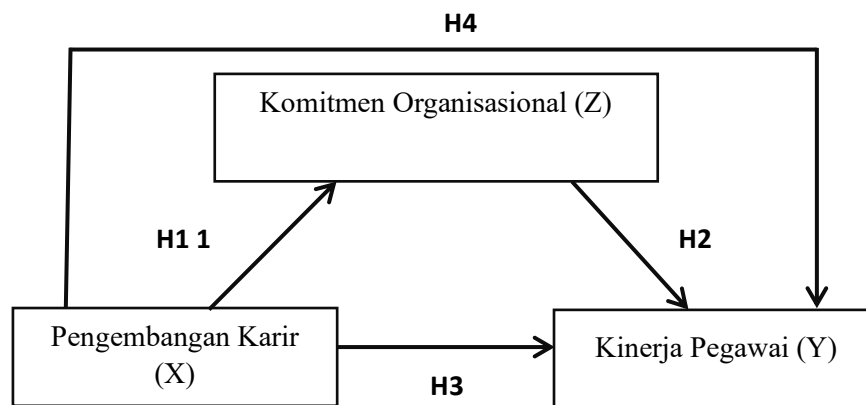 H4
Komitmen Organisasional (Z)
H1 1
H2
Pengembangan Karir
(X)
Kinerja Pegawai (Y)
H3